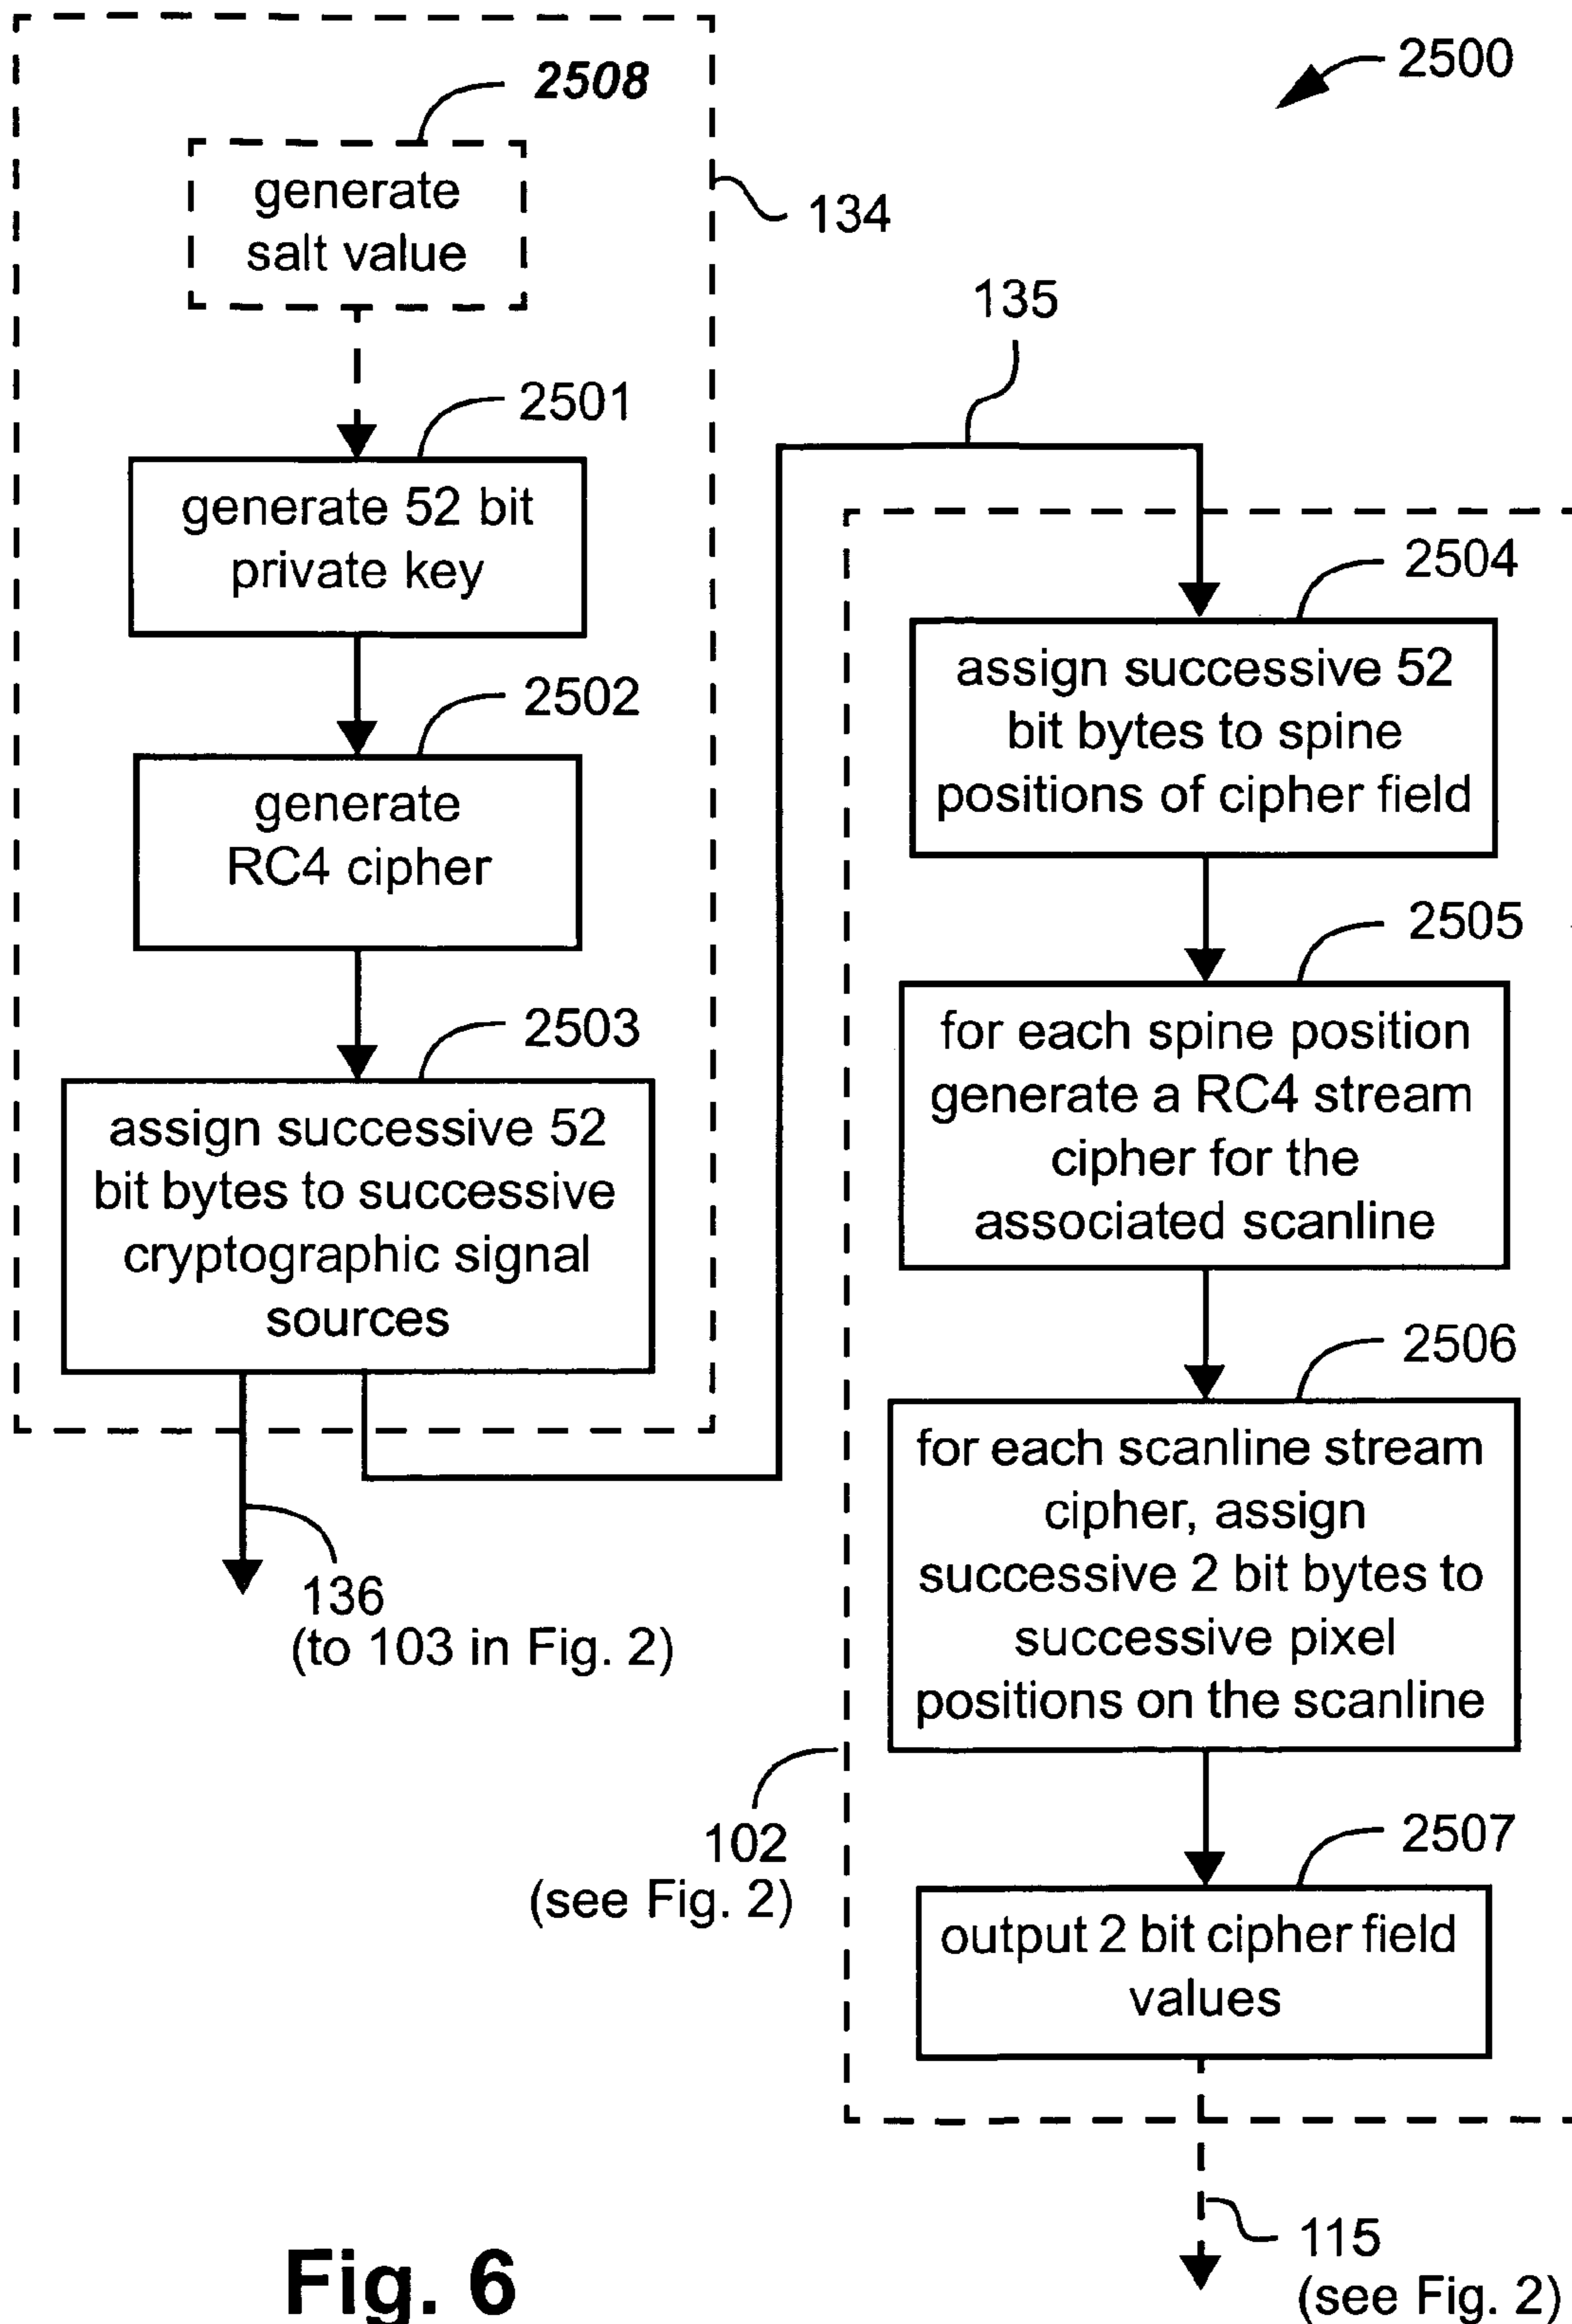 2500
2508
generate
salt value
134
135
2501
generate 52 bit
private key
2502
generate
RC4 cipher
2503
assign successive 52
bit bytes to successive
cryptographic signal
sources
136
(to 103 in Fig. 2)
2504
assign successive 52
bit bytes to spine
positions of cipher field
2505
for each spine position
generate a RC4 stream
cipher for the
associated scanline
2506
for each scanline stream
cipher, assign
successive 2 bit bytes to
successive pixel
positions on the scanline
102
(see Fig. 2)
2507
output 2 bit cipher field
values
115
(see Fig. 2)
Fig. 6